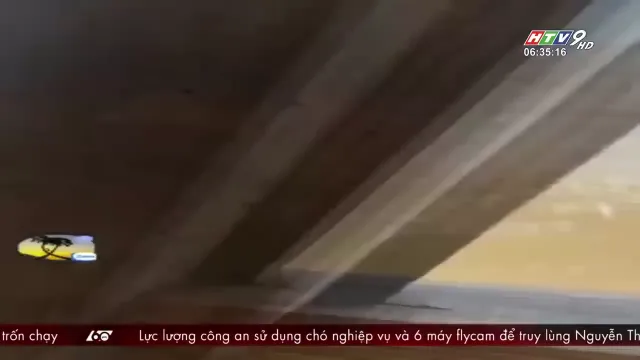 HTV9 HD
06:35:16
trốn chạy 60 Lực lượng công an sử dụng chó nghiệp vụ và 6 máy flycam để truy lùng Nguyễn Th